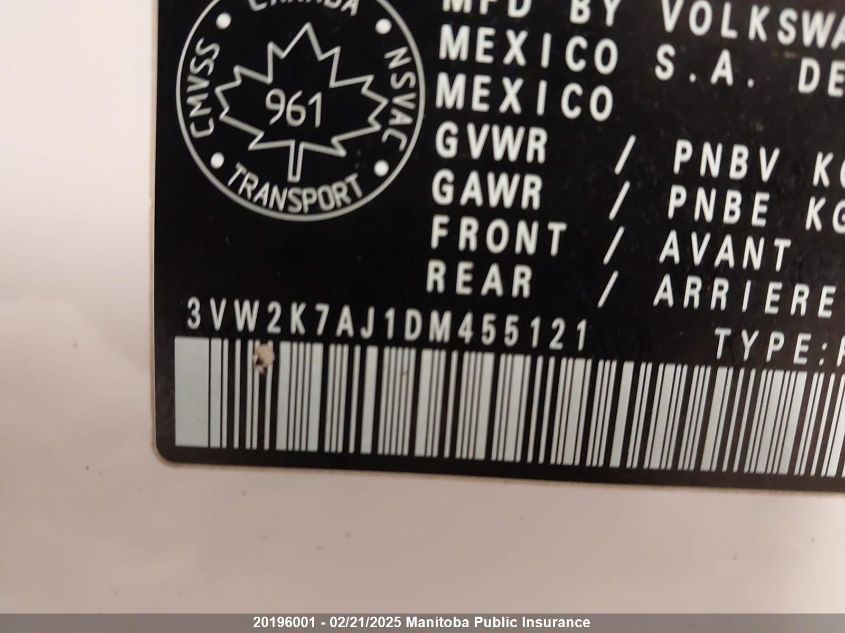 CANADA
CMVSS
NSVAC
961
TRANSPORT
MFD BY
MEXICO S.A. DE
MEXICO
GVWR / PNBV
GAWR / PNBE KG
FRONT / AVANT
REAR / ARRIERE
3VW2K7AJ1DM455121
TYPE:
20196001 - 02/21/2025 Manitoba Public Insurance